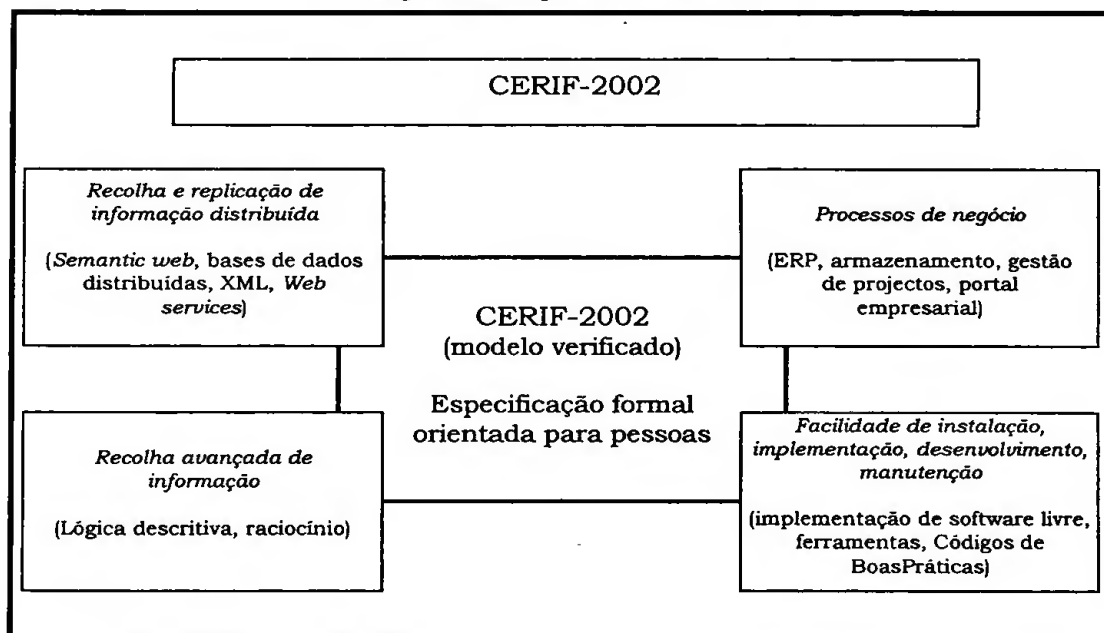 CERIF-2002
Recolha e replicação de
informação distribuída
(Semantic web, bases de dados
distribuídas, XML, Web
services)
Processos de negócio
(ERP, armazenamento, gestão
de projectos, portal
empresarial)
CERIF-2002
(modelo verificado)
Especificação formal
orientada para pessoas
Recolha avançada de
informação
(Lógica descritiva, raciocínio)
Facilidade de instalação,
implementação, desenvolvimento,
manutenção
(implementação de software livre,
ferramentas, Códigos de
BoasPráticas)